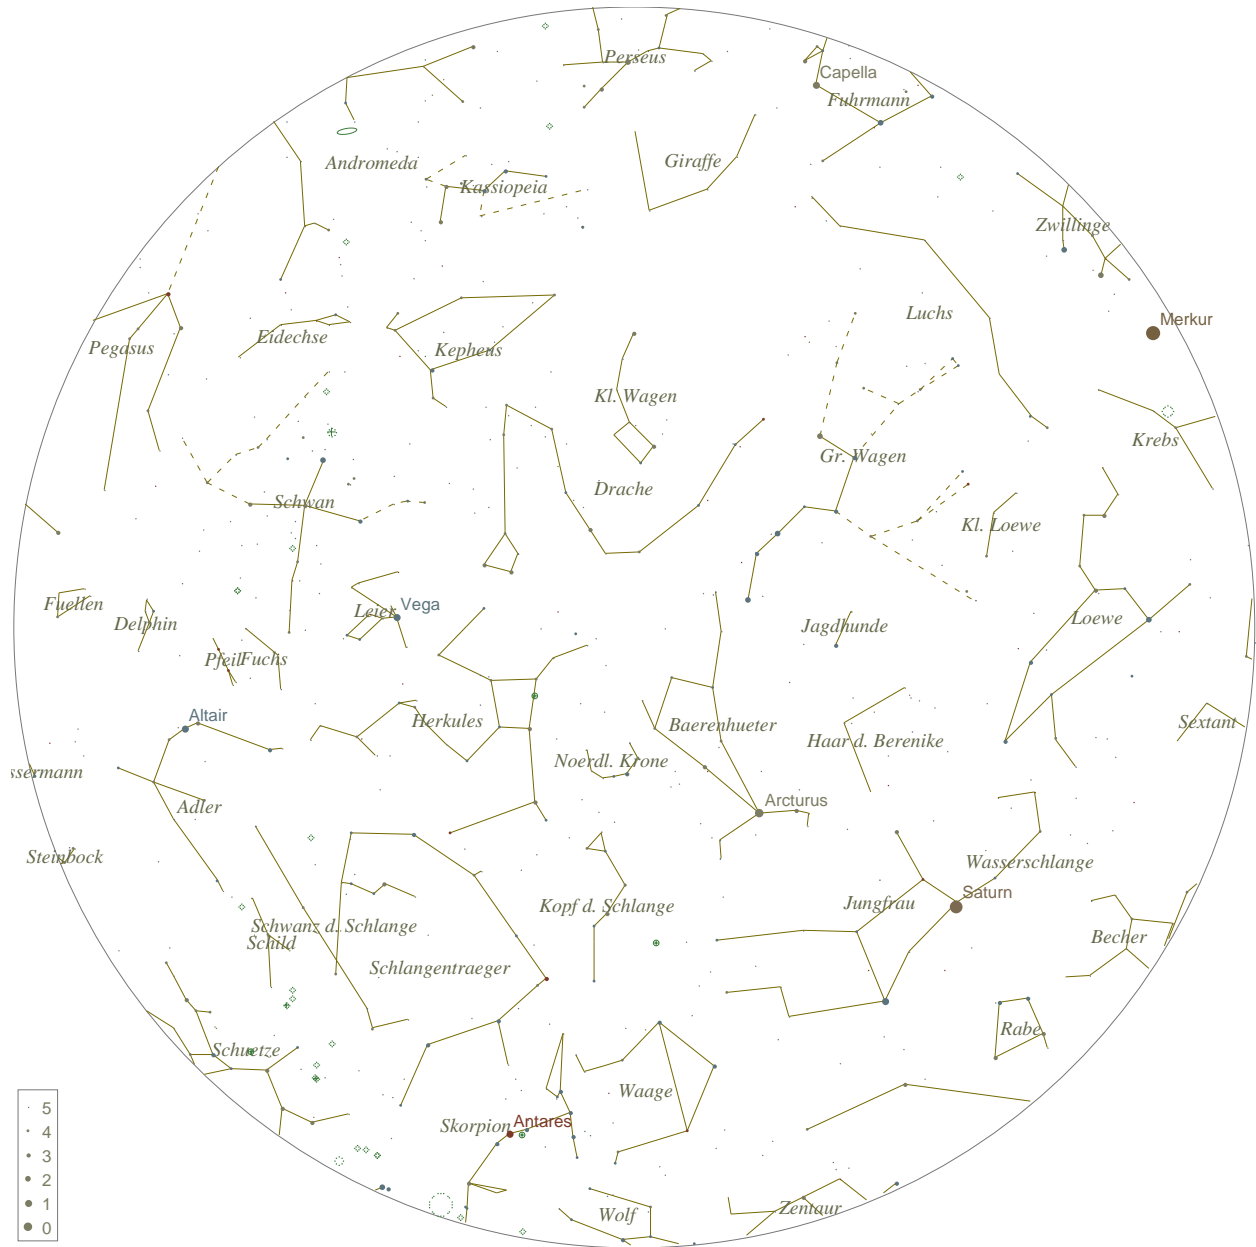 Perseus
Capella
Fuhrmann
Andromeda
Giraffe
Kassiopeia
Zwillinge
Luchs
Merkur
Eidechse
Pegasus
Kepheus
Kl. Wagen
Krebs
Gr. Wagen
Drache
Schwan
Kl. Loewe
Fuellen
Delphin
Leier
Vega
Jagdhunde
Loewe
Pfeil
Fuchs
Altair
Herkules
Baerenhueter
Haar d. Berenike
Sextant
Noerdl. Krone
ssermann
Adler
Arcturus
Steinbock
Wasserschlange
Saturn
Kopf d. Schlange
Jungfrau
Schwanz d. Schlange
Schild
Becher
Schlangentraeger
Rabe
Schuetze
Waage
Skorpion
Antares
Zentaur
Wolf
5
4
3
2
1
0